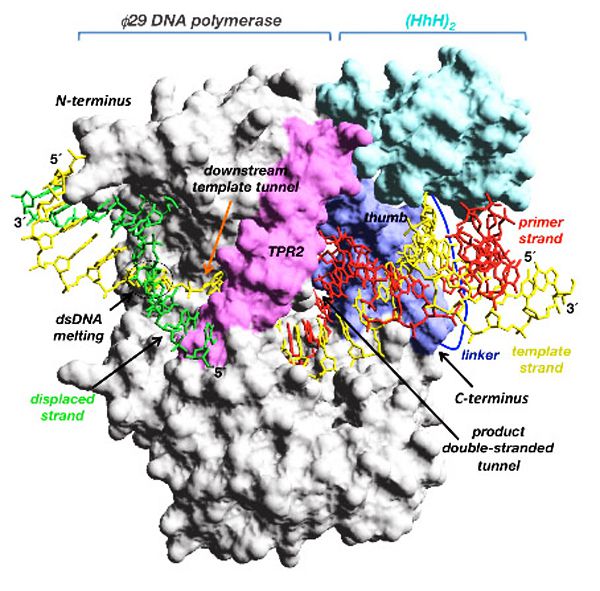 ϕ29 DNA polymerase
(HhH)₂
N-terminus
5´
3´
downstream
template tunnel
thumb
primer
strand
TPR2
5´
3´
dsDNA
melting
linker
template
strand
5´
displaced
strand
C-terminus
product
double-stranded
tunnel